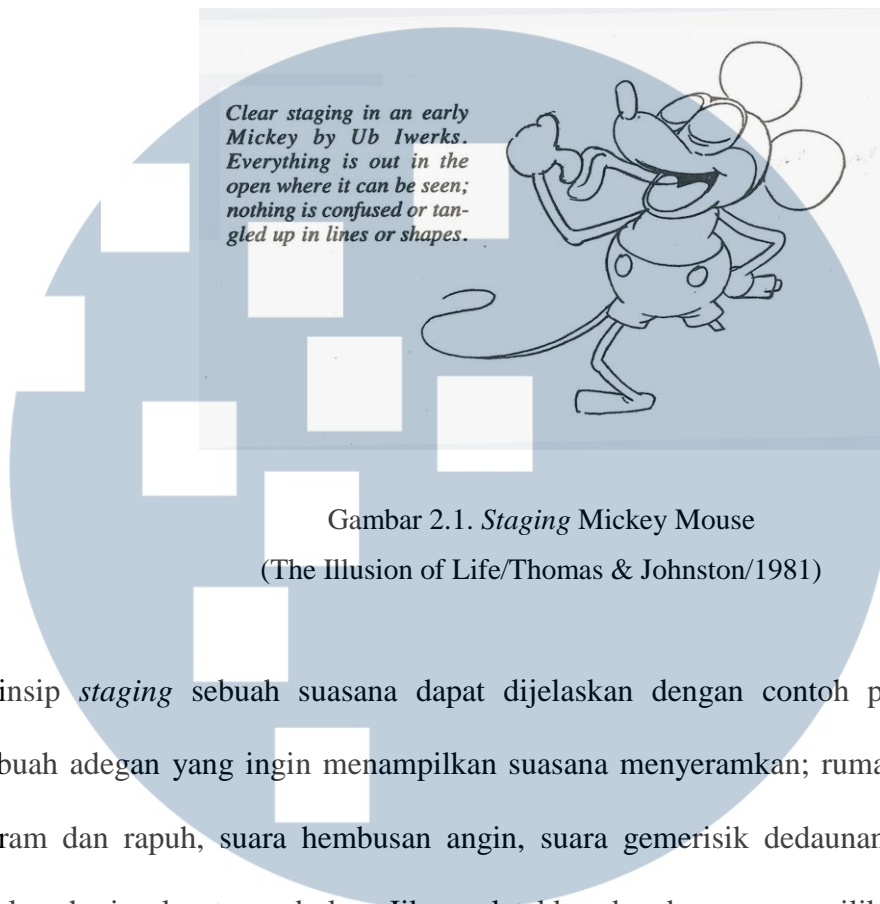 Clear staging in an early
Mickey by Ub Iwerks.
Everything is out in the
open where it can be seen;
nothing is confused or tan-
gled up in lines or shapes.
Gambar 2.1. Staging Mickey Mouse
(The Illusion of Life/Thomas & Johnston/1981)
insip staging sebuah suasana dapat dijelaskan dengan contoh p
buah adegan yang ingin menampilkan suasana menyeramkan; ruma
ram dan rapuh, suara hembusan angin, suara gemerisik dedaunan